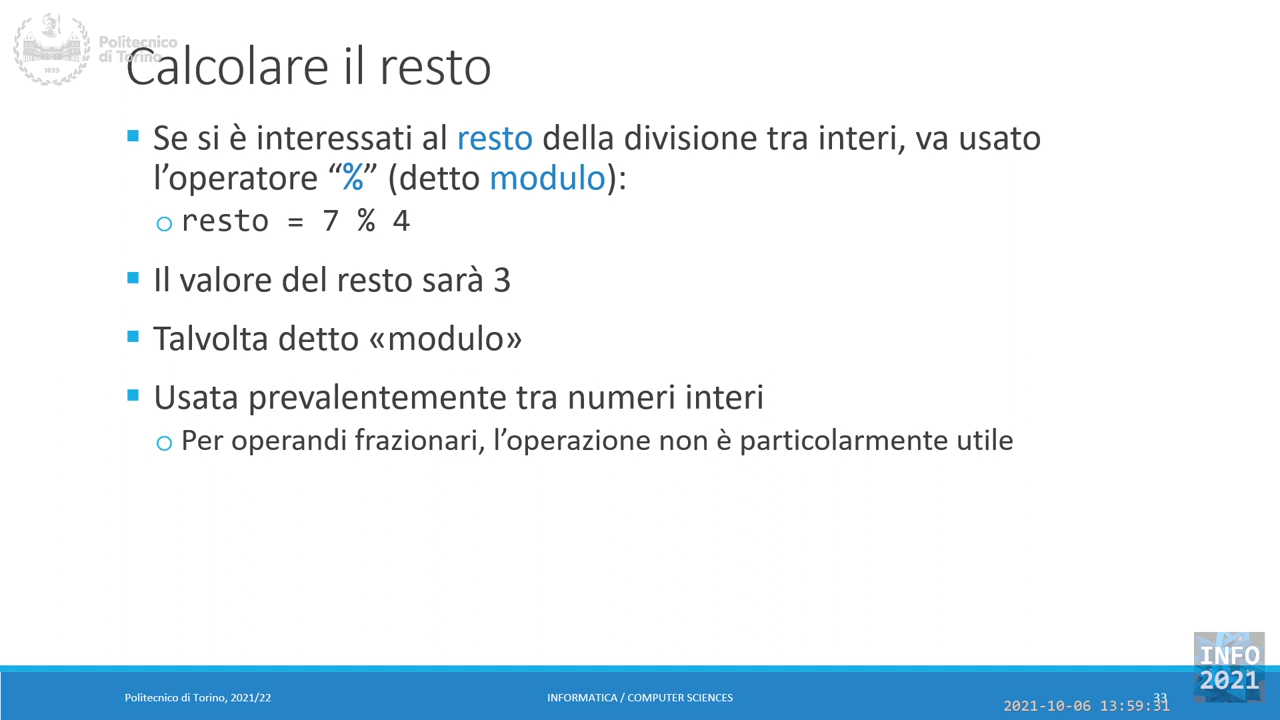 Politecnico
di Torino
1859
Calcolare il resto
Se si è interessati al resto della divisione tra interi, va usato
l’operatore “%” (detto modulo):
resto = 7 % 4
Il valore del resto sarà 3
Talvolta detto «modulo»
Usata prevalentemente tra numeri interi
Per operandi frazionari, l’operazione non è particolarmente utile
INFO
2021
Politecnico di Torino, 2021/22
INFORMATICA / COMPUTER SCIENCES
33
2021-10-06 13:59:31